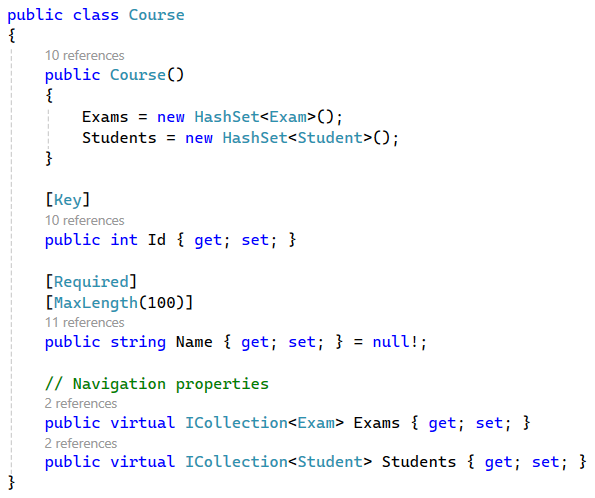 public class Course
{
10 references
public Course()
{
Exams = new HashSet<Exam>();
Students = new HashSet<Student>();
}
[Key]
10 references
public int Id { get; set; }
[Required]
[MaxLength(100)]
11 references
public string Name { get; set; } = null!;
// Navigation properties
2 references
public virtual ICollection<Exam> Exams { get; set; }
2 references
public virtual ICollection<Student> Students { get; set; }
}